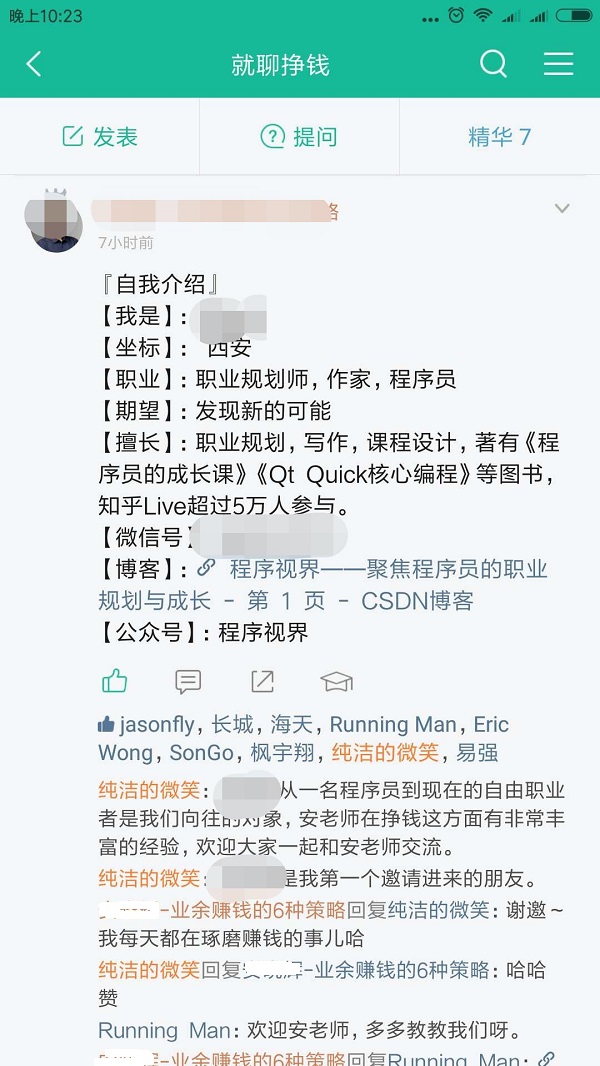 晚上10:23
就聊挣钱
发表
提问
精华 7
略
7小时前
『自我介绍』
【我是】:
【坐标】: 西安
【职业】:职业规划师,作家,程序员
【期望】:发现新的可能
【擅长】:职业规划,写作,课程设计,著有《程
序员的成长课》《Qt Quick核心编程》等图书,
知乎Live超过5万人参与。
【微信号】
【博客】: 程序视界——聚焦程序员的职业
规划与成长 - 第 1 页 - CSDN博客
【公众号】:程序视界
jasonfly, 长城, 海天, Running Man, Eric
Wong, SonGo, 枫宇翔, 纯洁的微笑, 易强
纯洁的微笑: 从一名程序员到现在的自由职业
者是我们向往的对象,安老师在挣钱这方面有非常丰
富的经验,欢迎大家一起和安老师交流。
纯洁的微笑: 是我第一个邀请进来的朋友。
-业余赚钱的6种策略回复纯洁的微笑: 谢邀～
我每天都在琢磨赚钱的事儿哈
纯洁的微笑回复 -业余赚钱的6种策略: 哈哈
赞
Running Man: 欢迎安老师,多多教教我们呀。
-业余赚钱的6种策略回复Running Man: